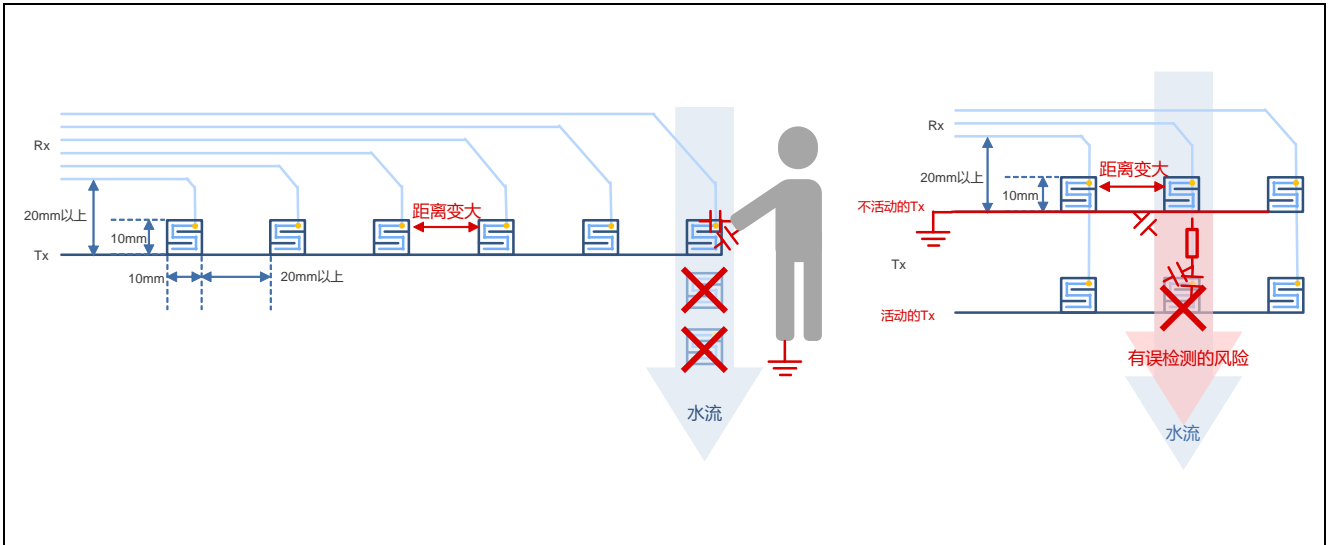 Rx
20mm以上
10mm
Tx
10mm
20mm以上
距离变大
水流
Rx
20mm以上
10mm
距离变大
不活动的Tx
Tx
活动的Tx
有误检测的风险
水流